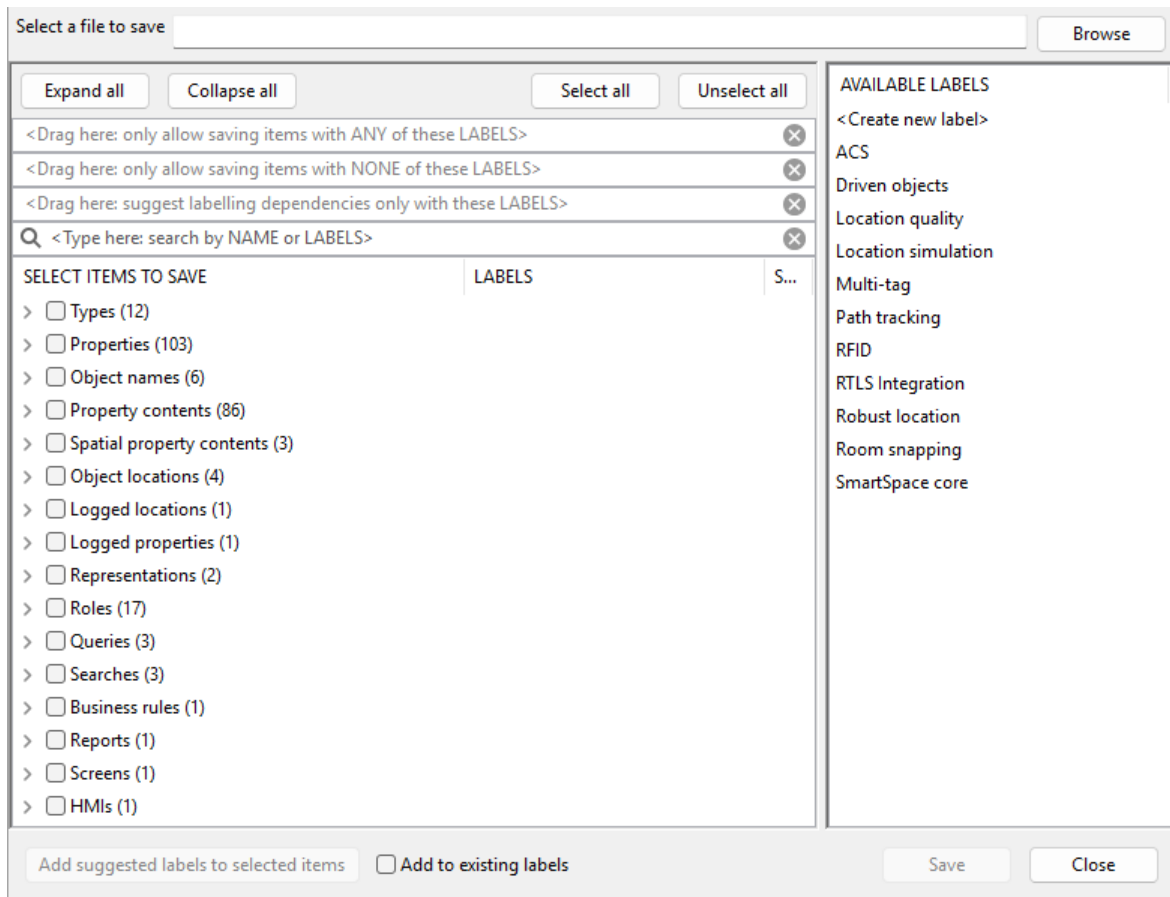 Select a file to save
Browse
Expand all
Collapse all
Select all
Unselect all
<Drag here: only allow saving items with ANY of these LABELS>
<Drag here: only allow saving items with NONE of these LABELS>
<Drag here: suggest labelling dependencies only with these LABELS>
<Type here: search by NAME or LABELS>
SELECT ITEMS TO SAVE LABELS S...
Types (12)
Properties (103)
Object names (6)
Property contents (86)
Spatial property contents (3)
Object locations (4)
Logged locations (1)
Logged properties (1)
Representations (2)
Roles (17)
Queries (3)
Searches (3)
Business rules (1)
Reports (1)
Screens (1)
HMIs (1)
AVAILABLE LABELS
<Create new label>
ACS
Driven objects
Location quality
Location simulation
Multi-tag
Path tracking
RFID
RTLS Integration
Robust location
Room snapping
SmartSpace core
Add suggested labels to selected items
Add to existing labels
Save
Close